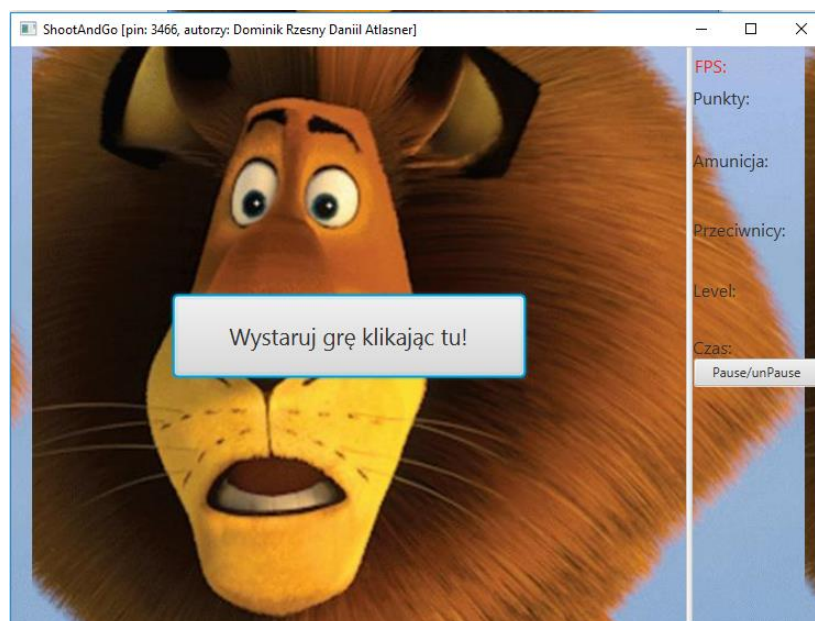 ShootAndGo [pin: 3466, autorzy: Dominik Rzesny Daniil Atlasner]
FPS:
Punkty:
Amunicja:
Przeciwnicy:
Level:
Wystaruj grę klikając tu!
Czas:
Pause/unPause